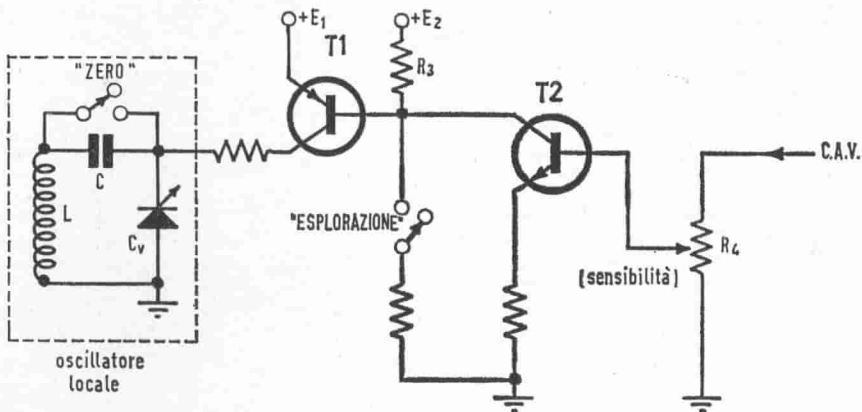 +E1
+E2
T1
R3
"ZERO"
T2
C
C.A.V.
L
Cv
"ESPLORAZIONE"
R4
(sensibilità)
oscillatore
locale